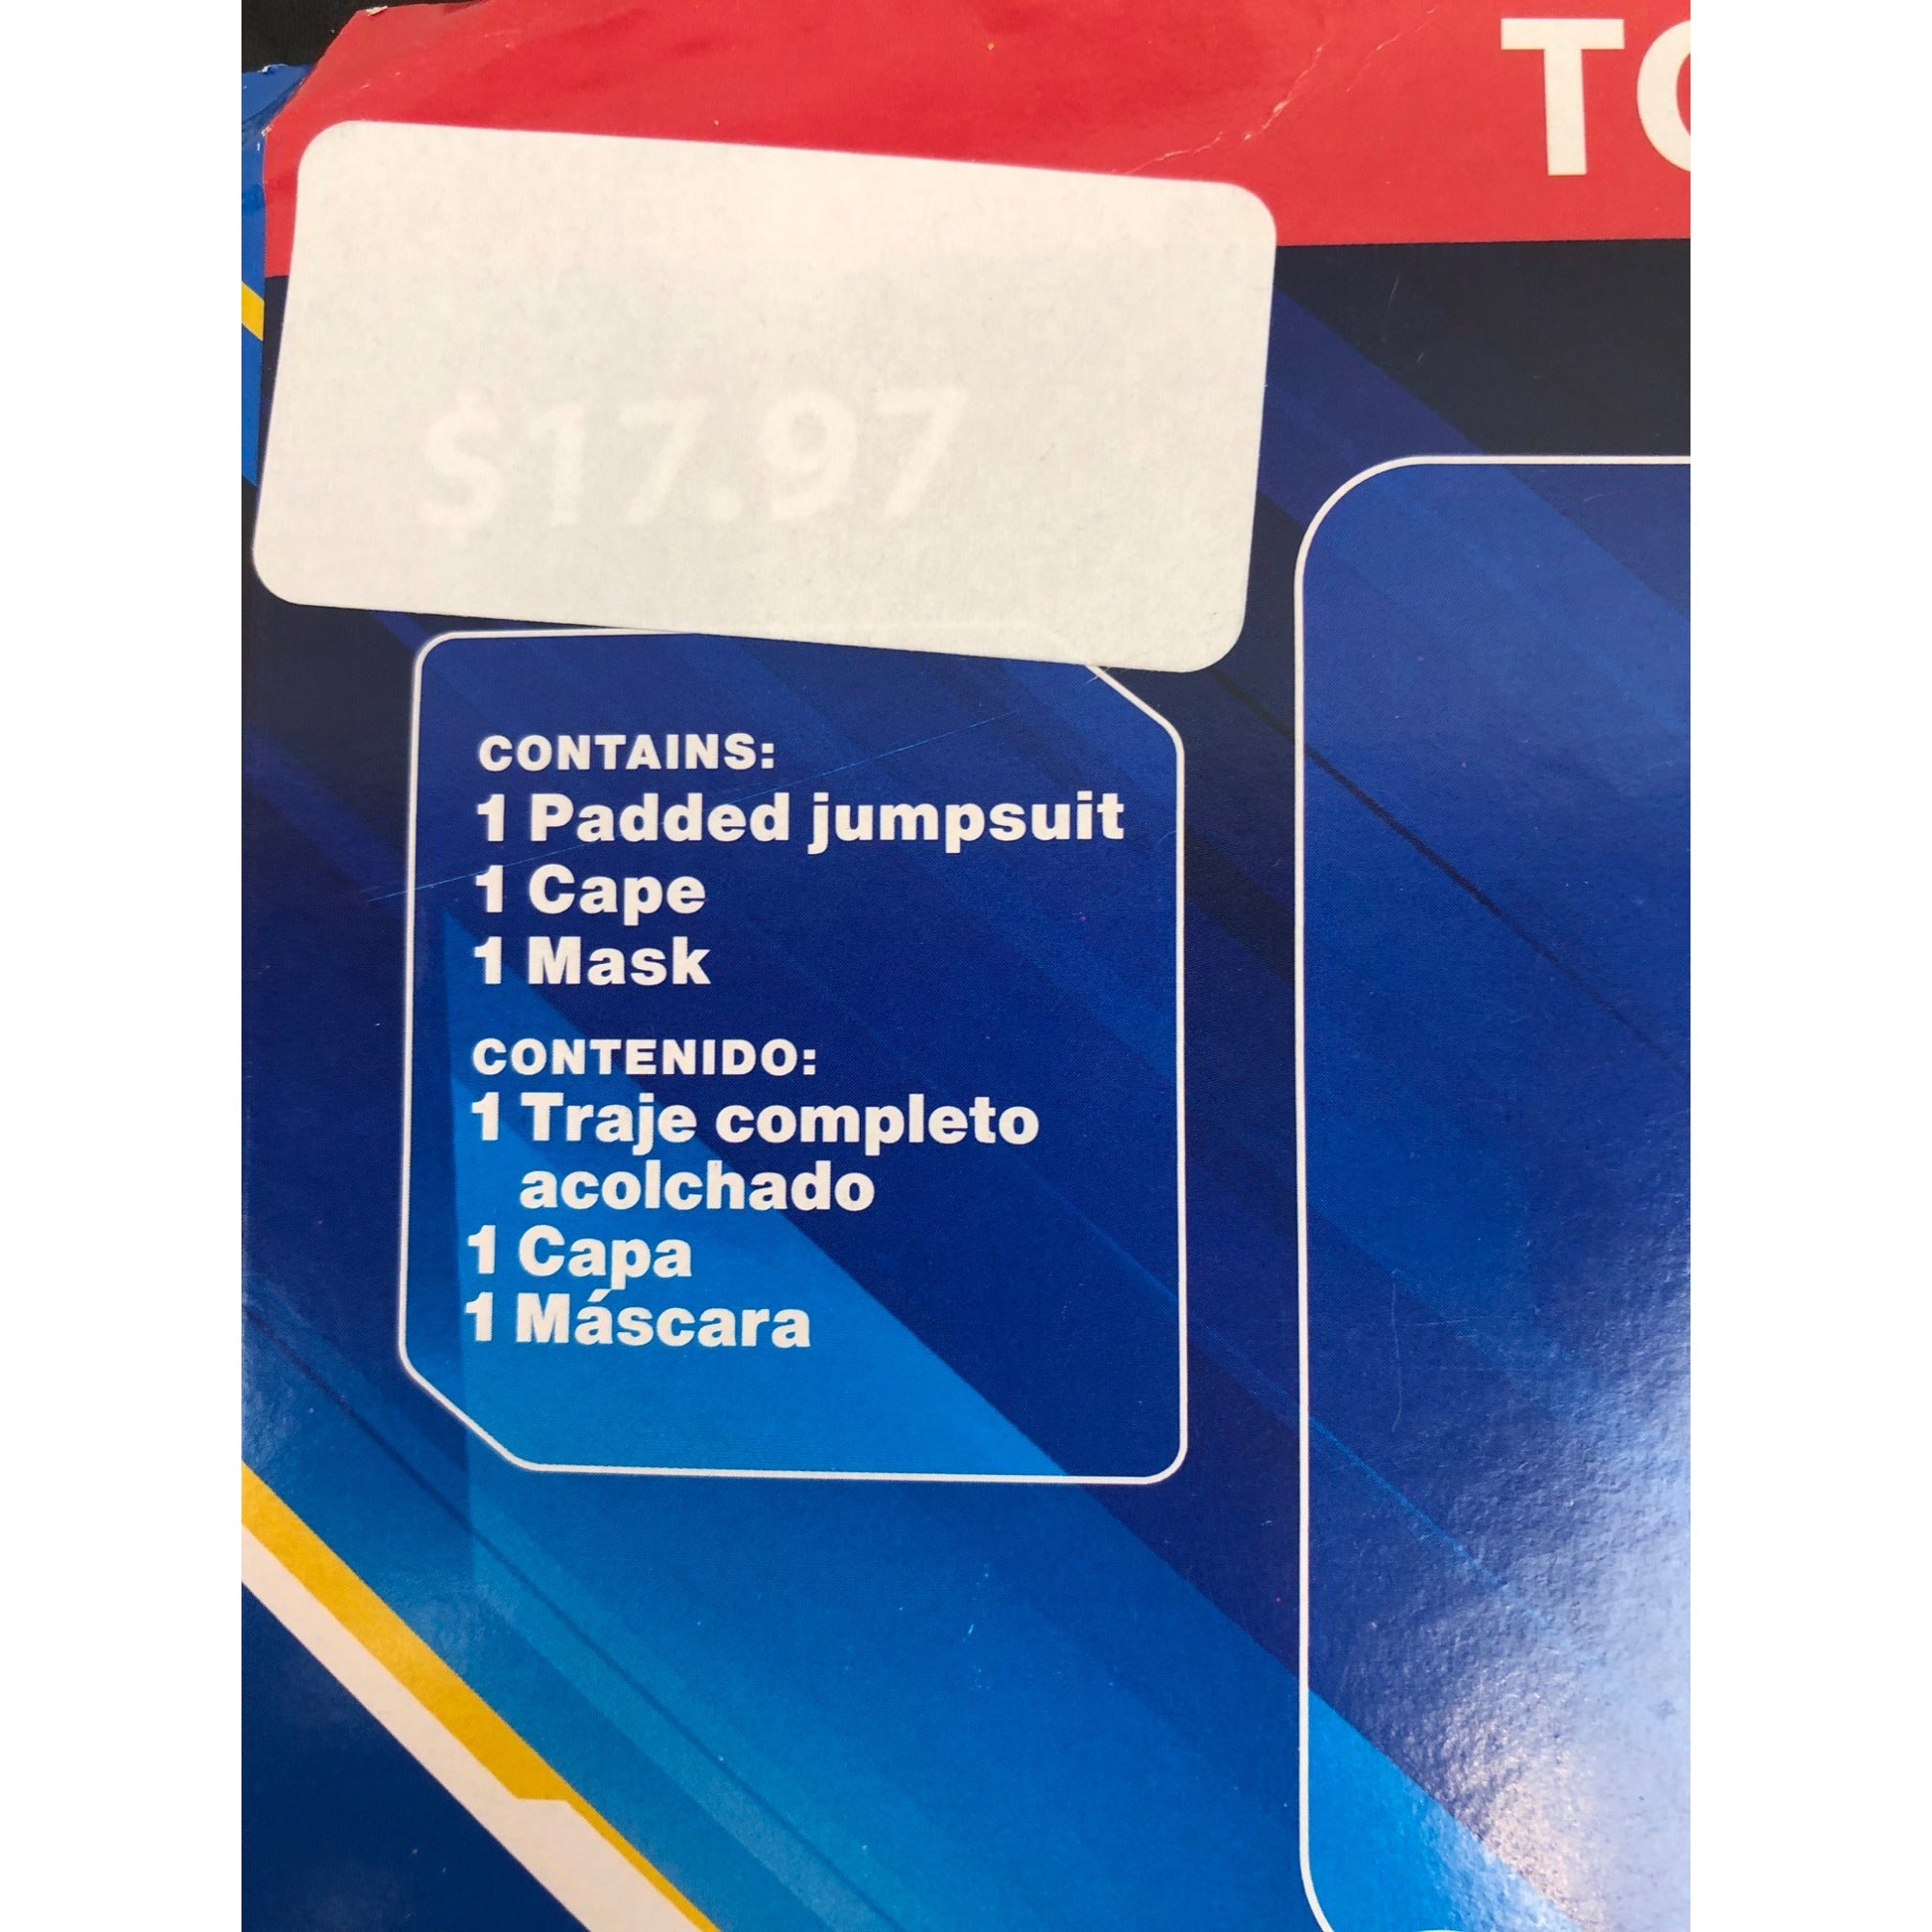 TO
$17.97
CONTAINS:
1 Padded jumpsuit
1 Cape
1 Mask
CONTENIDO:
1 Traje completo
acolchado
1 Capa
1 Máscara